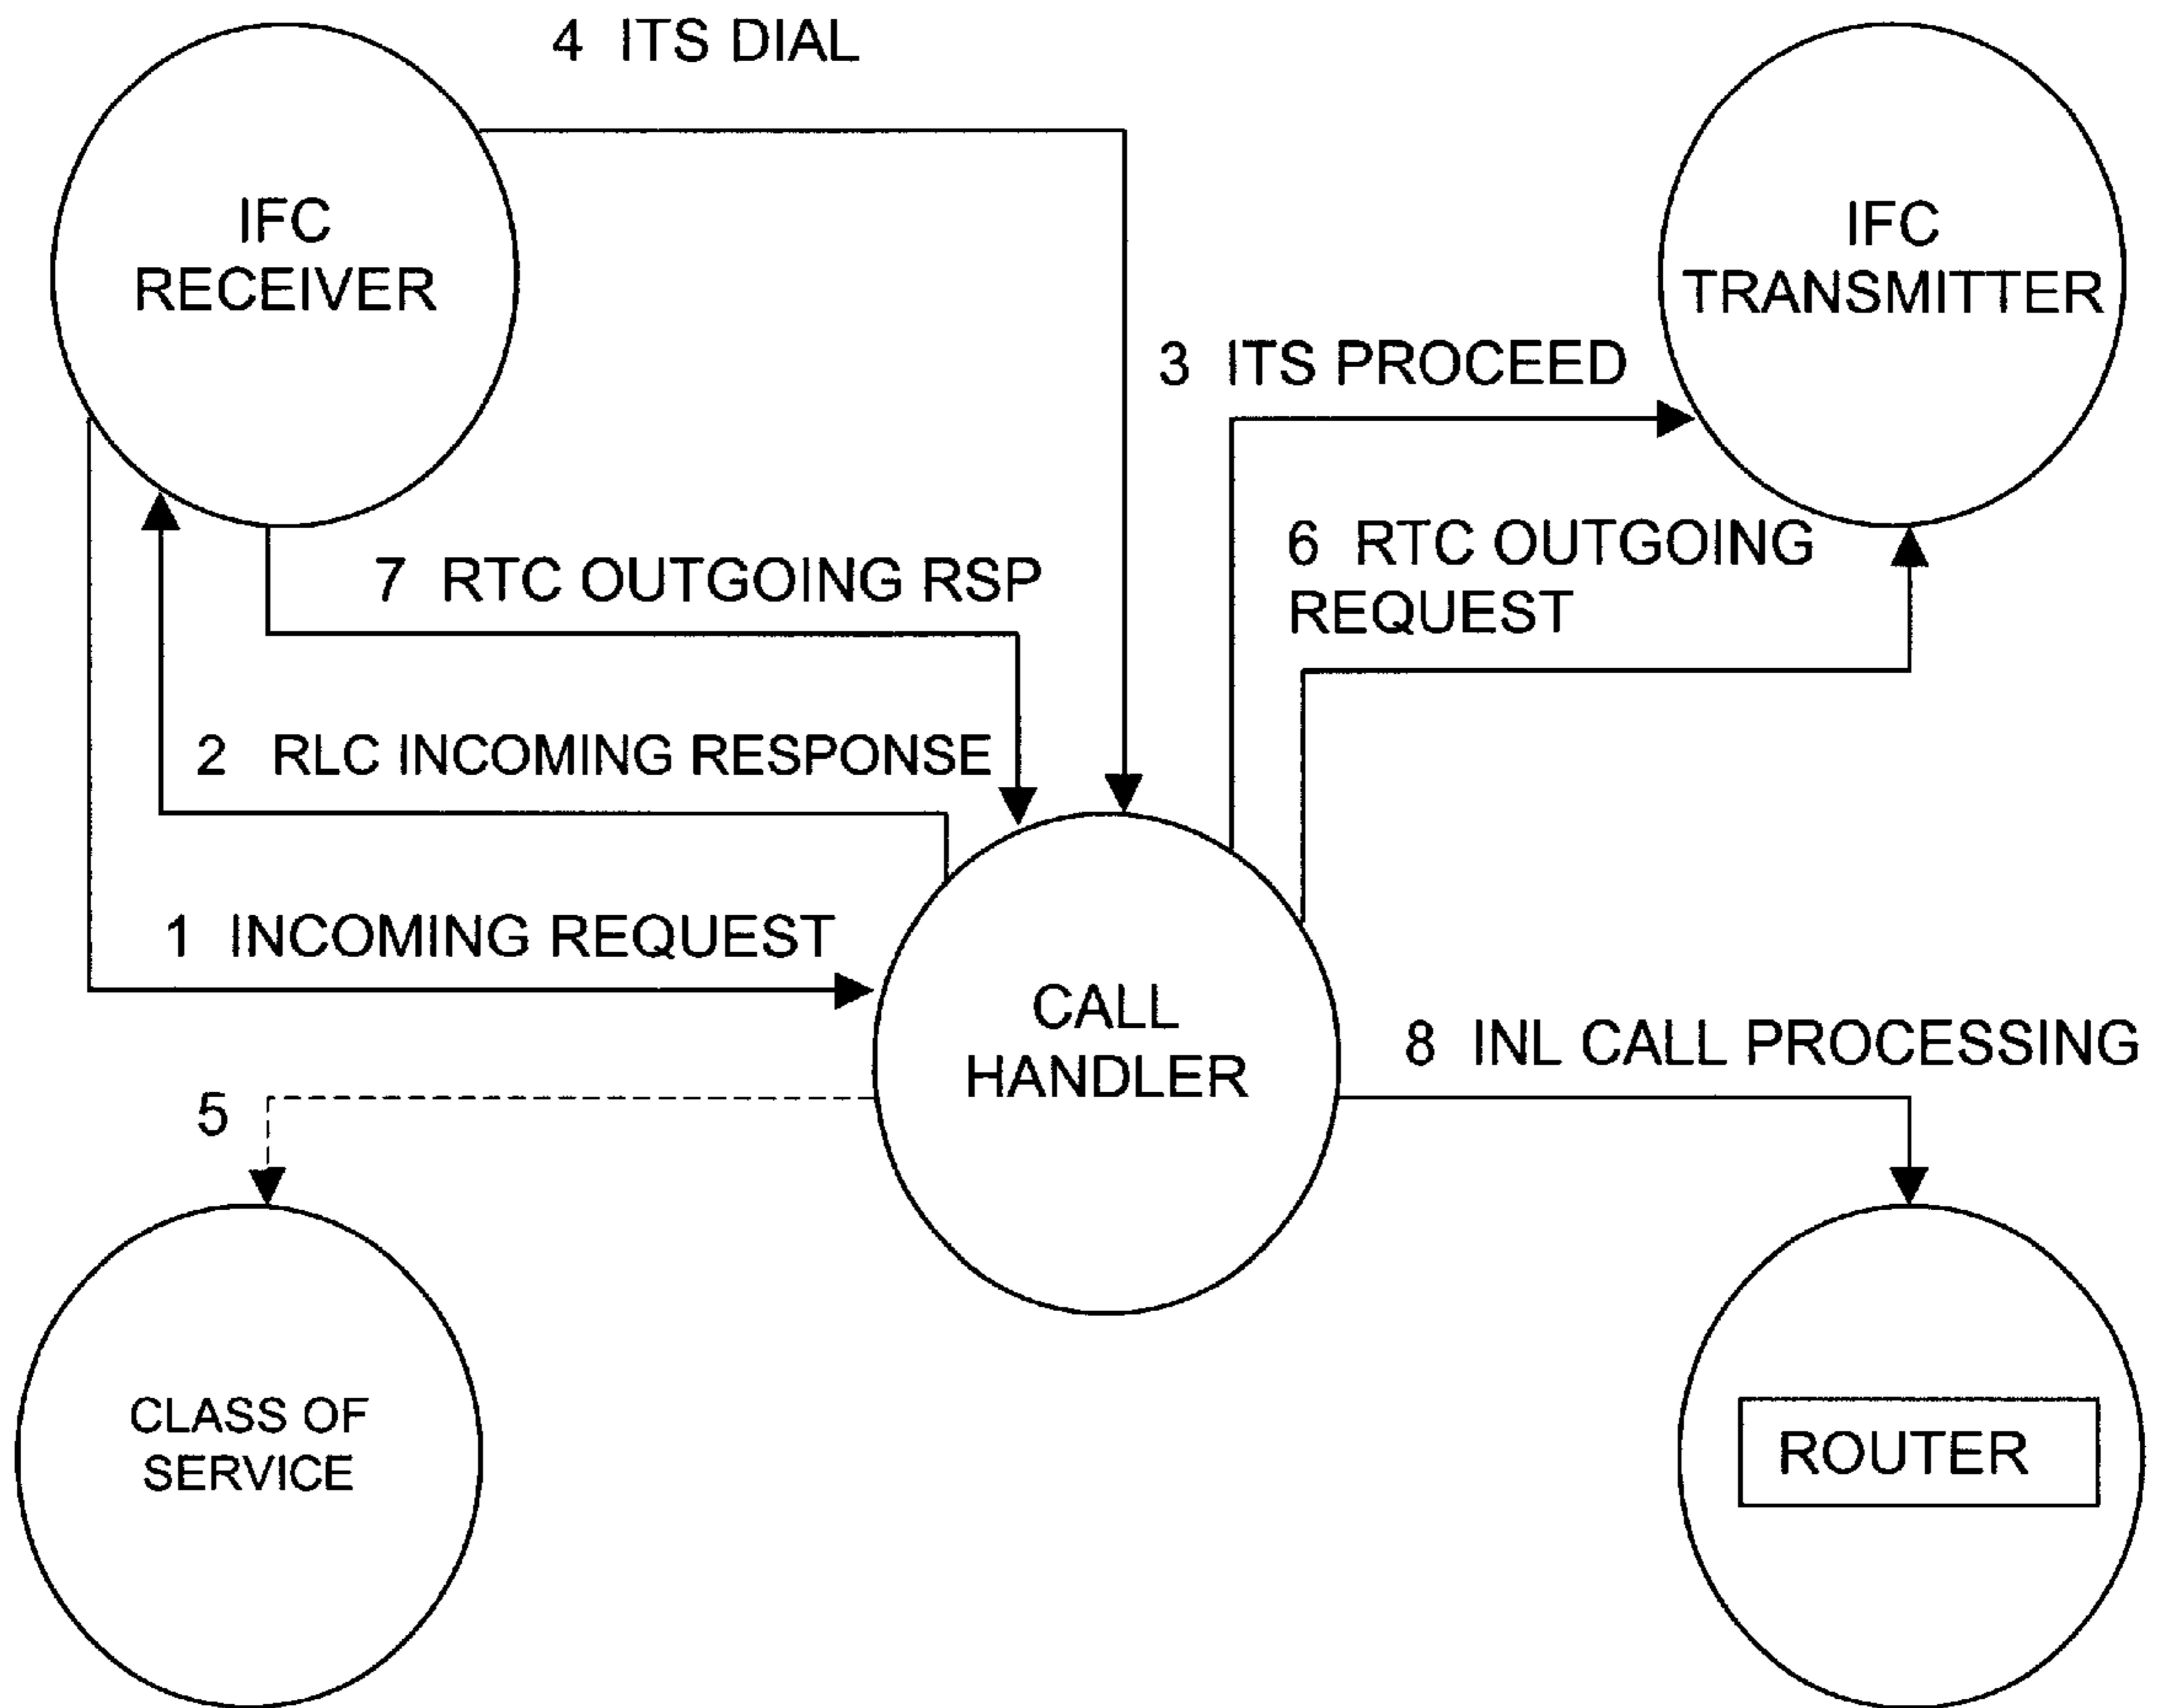 4 ITS DIAL
IFC
RECEIVER
IFC
TRANSMITTER
3 ITS PROCEED
6 RTC OUTGOING
REQUEST
7 RTC OUTGOING RSP
2 RLC INCOMING RESPONSE
1 INCOMING REQUEST
CALL
HANDLER
8 INL CALL PROCESSING
5
CLASS OF
SERVICE
ROUTER